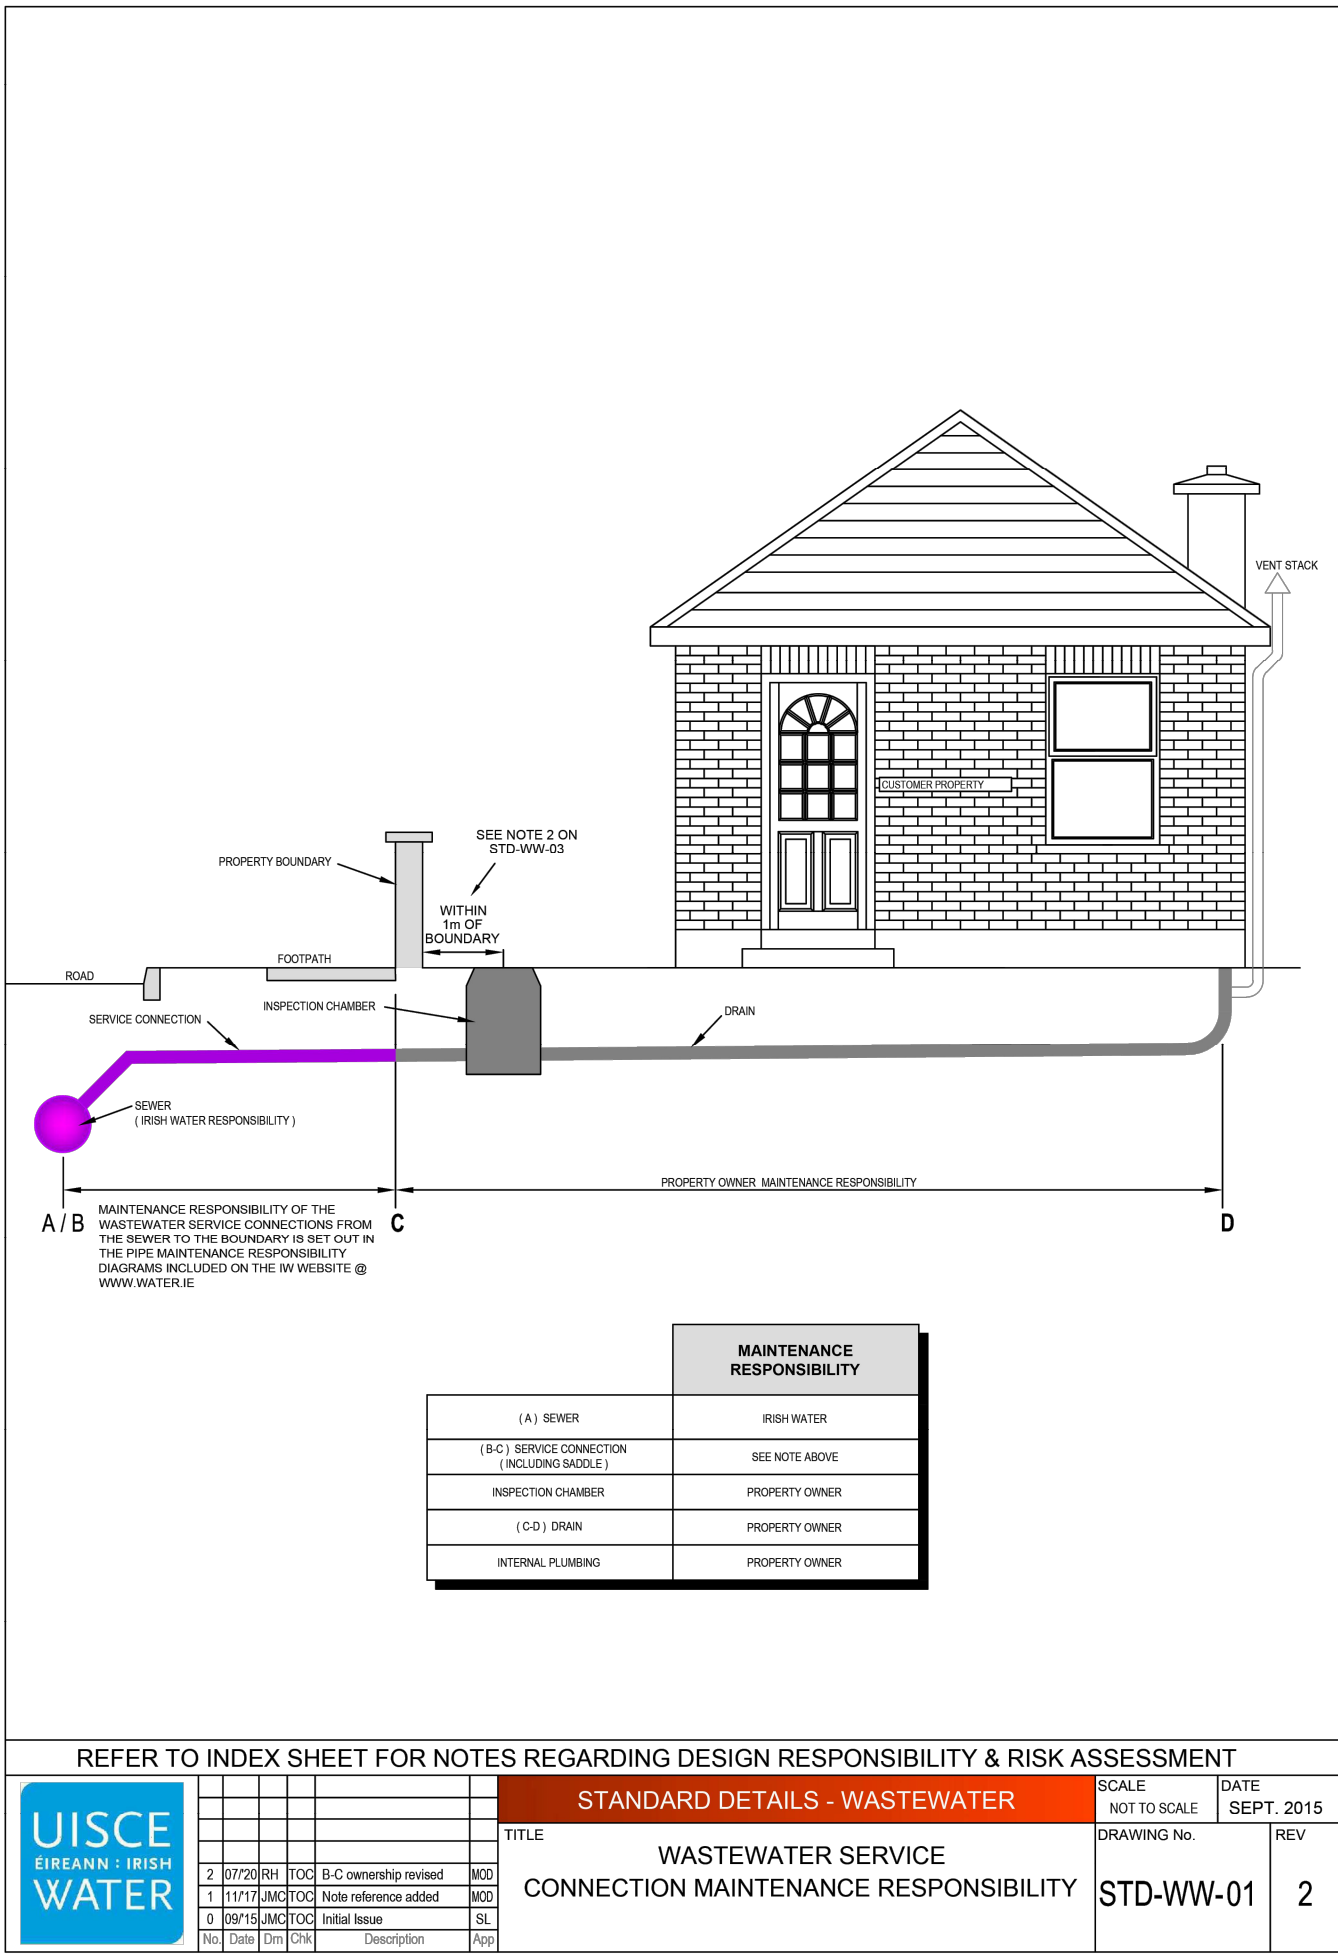 VENT STACK
CUSTOMER PROPERTY
SEE NOTE 2 ON
STD-WW-03
PROPERTY BOUNDARY
WITHIN
1m OF
BOUNDARY
FOOTPATH
ROAD
INSPECTION CHAMBER
SERVICE CONNECTION
DRAIN
SEWER
( IRISH WATER RESPONSIBILITY )
PROPERTY OWNER MAINTENANCE RESPONSIBILITY
A / B
C
D
MAINTENANCE RESPONSIBILITY OF THE
WASTEWATER SERVICE CONNECTIONS FROM
THE SEWER TO THE BOUNDARY IS SET OUT IN
THE PIPE MAINTENANCE RESPONSIBILITY
DIAGRAMS INCLUDED ON THE IW WEBSITE @
WWW.WATER.IE
MAINTENANCE
RESPONSIBILITY
( A ) SEWER IRISH WATER
( B-C ) SERVICE CONNECTION
( INCLUDING SADDLE ) SEE NOTE ABOVE
INSPECTION CHAMBER PROPERTY OWNER
( C-D ) DRAIN PROPERTY OWNER
INTERNAL PLUMBING PROPERTY OWNER
REFER TO INDEX SHEET FOR NOTES REGARDING DESIGN RESPONSIBILITY & RISK ASSESSMENT
UISCE
ÉIREANN : IRISH
WATER
2 07/'20 RH TOC B-C ownership revised MOD
1 11/'17 JMC TOC Note reference added MOD
0 09/'15 JMC TOC Initial Issue SL
No. Date Drn Chk Description App
STANDARD DETAILS - WASTEWATER
TITLE
WASTEWATER SERVICE
CONNECTION MAINTENANCE RESPONSIBILITY
SCALE
NOT TO SCALE
DATE
SEPT. 2015
DRAWING No.
STD-WW-01
REV
2